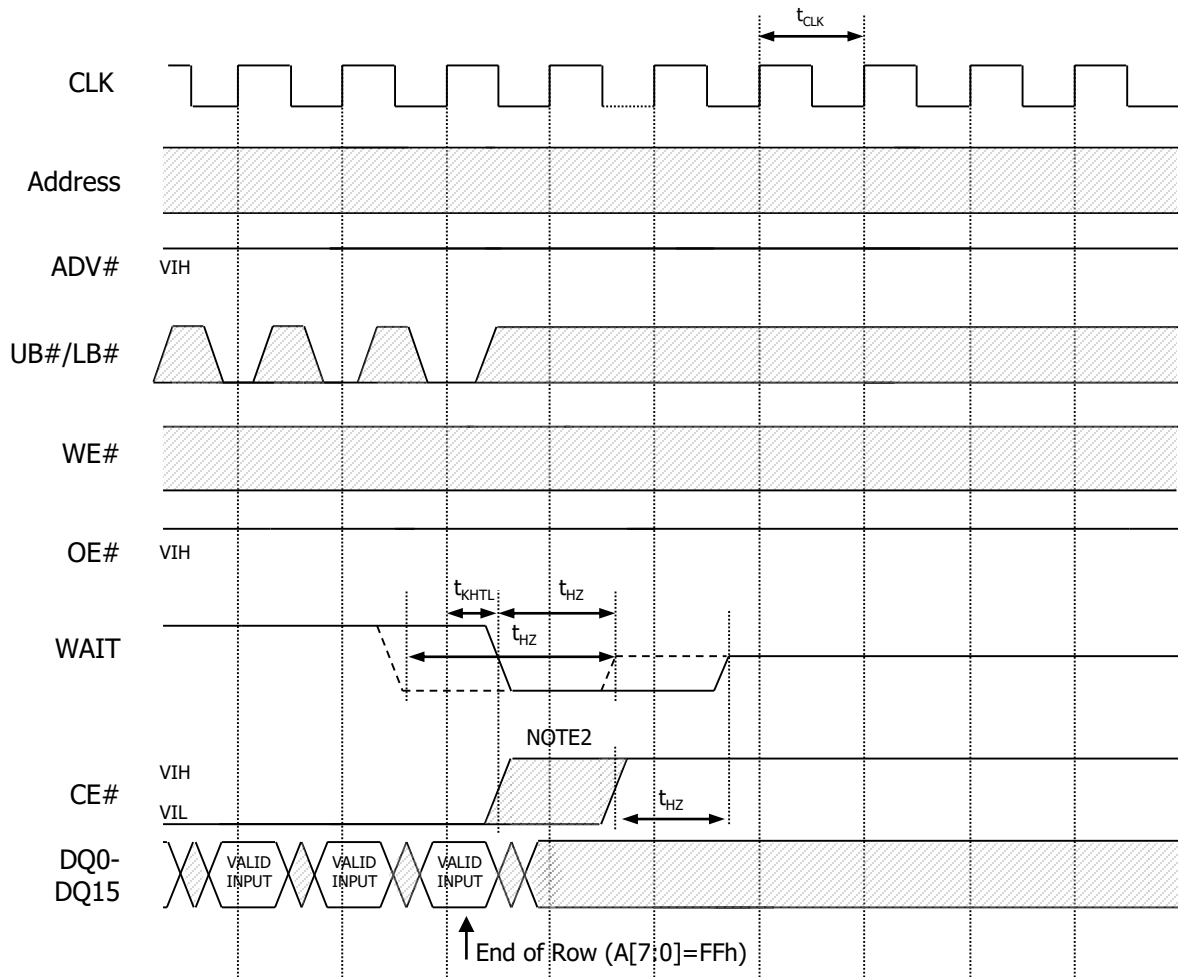 tCLK
CLK
Address
ADV#
VIH
UB#/LB#
WE#
OE#
VIH
tKHTL
tHZ
tHZ
WAIT
NOTE2
VIH
CE#
VIL
tHZ
DQ0-
DQ15
VALID
INPUT
VALID
INPUT
VALID
INPUT
End of Row (A[7:0]=FFh)